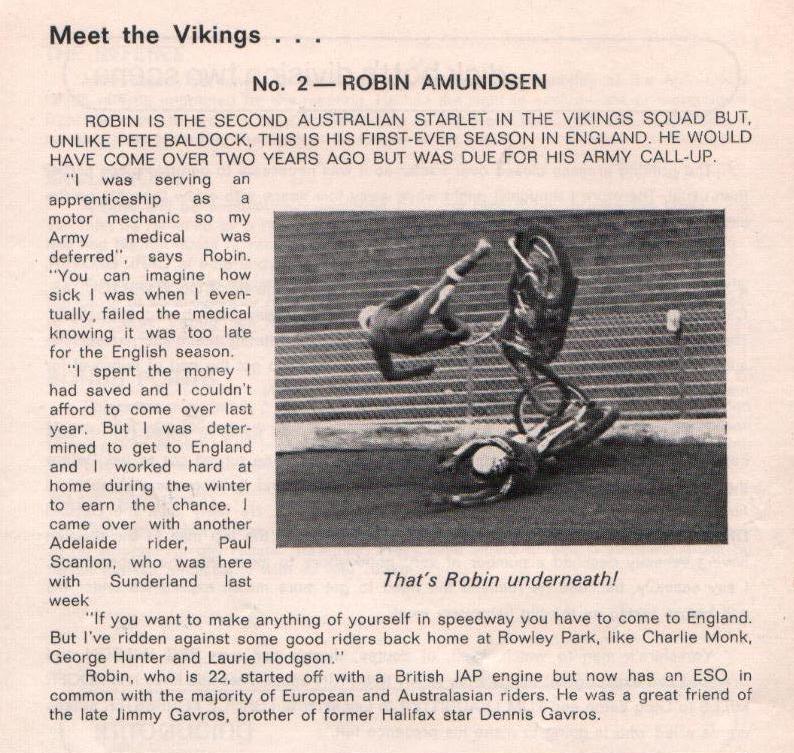 Meet the Vikings . . .
No. 2 — ROBIN AMUNDSEN
ROBIN IS THE SECOND AUSTRALIAN STARLET IN THE VIKINGS SQUAD BUT,
UNLIKE PETE BALDOCK, THIS IS HIS FIRST-EVER SEASON IN ENGLAND. HE WOULD
HAVE COME OVER TWO YEARS AGO BUT WAS DUE FOR HIS ARMY CALL-UP.
"I was serving an
apprenticeship as a
motor mechanic so my
Army medical was
deferred", says Robin.
"You can imagine how
sick I was when I even-
tually, failed the medical
knowing it was too late
for the English season.
"I spent the money I
had saved and I couldn't
afford to come over last
year. But I was deter-
mined to get to England
and I worked hard at
home during the winter
to earn the chance. I
came over with another
Adelaide rider, Paul
Scanlon, who was here
with Sunderland last
week
That's Robin underneath!
"If you want to make anything of yourself in speedway you have to come to England.
But I've ridden against some good riders back home at Rowley Park, like Charlie Monk,
George Hunter and Laurie Hodgson."
Robin, who is 22, started off with a British JAP engine but now has an ESO in
common with the majority of European and Australasian riders. He was a great friend of
the late Jimmy Gavros, brother of former Halifax star Dennis Gavros.